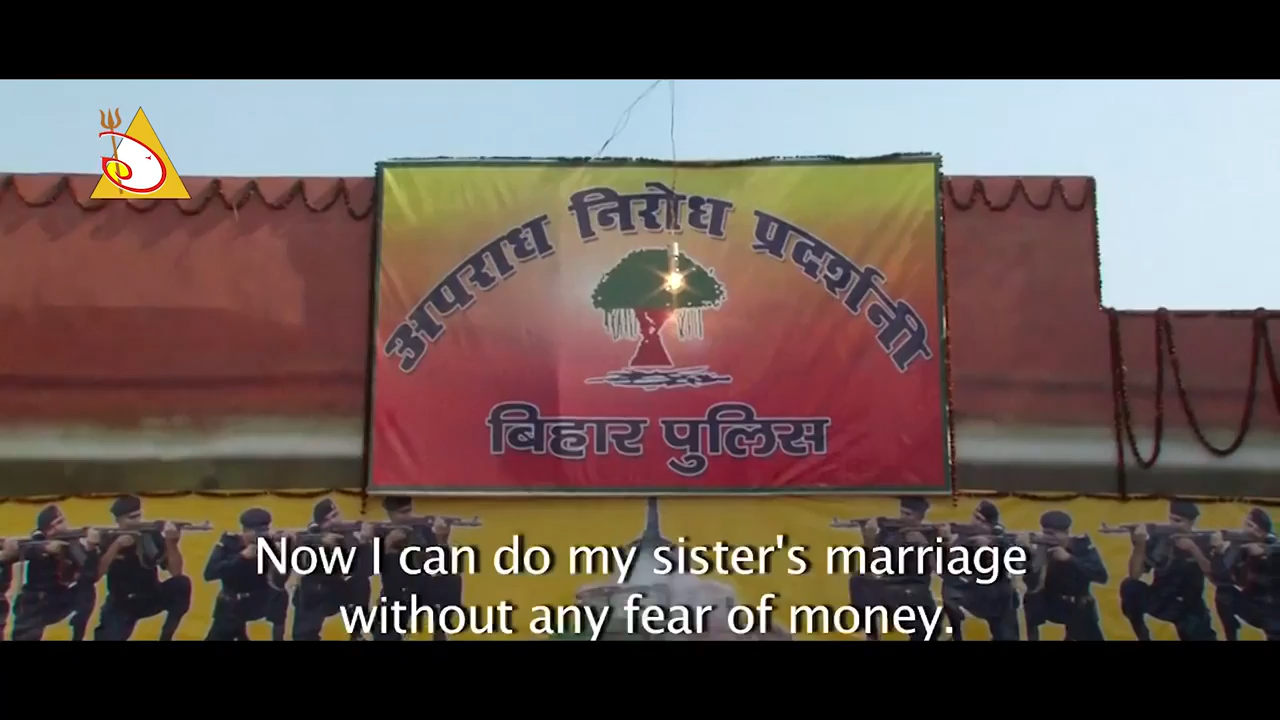 अपराध निरोध प्रदर्शनी
बिहार पुलिस
Now I can do my sister's marriage
without any fear of money.